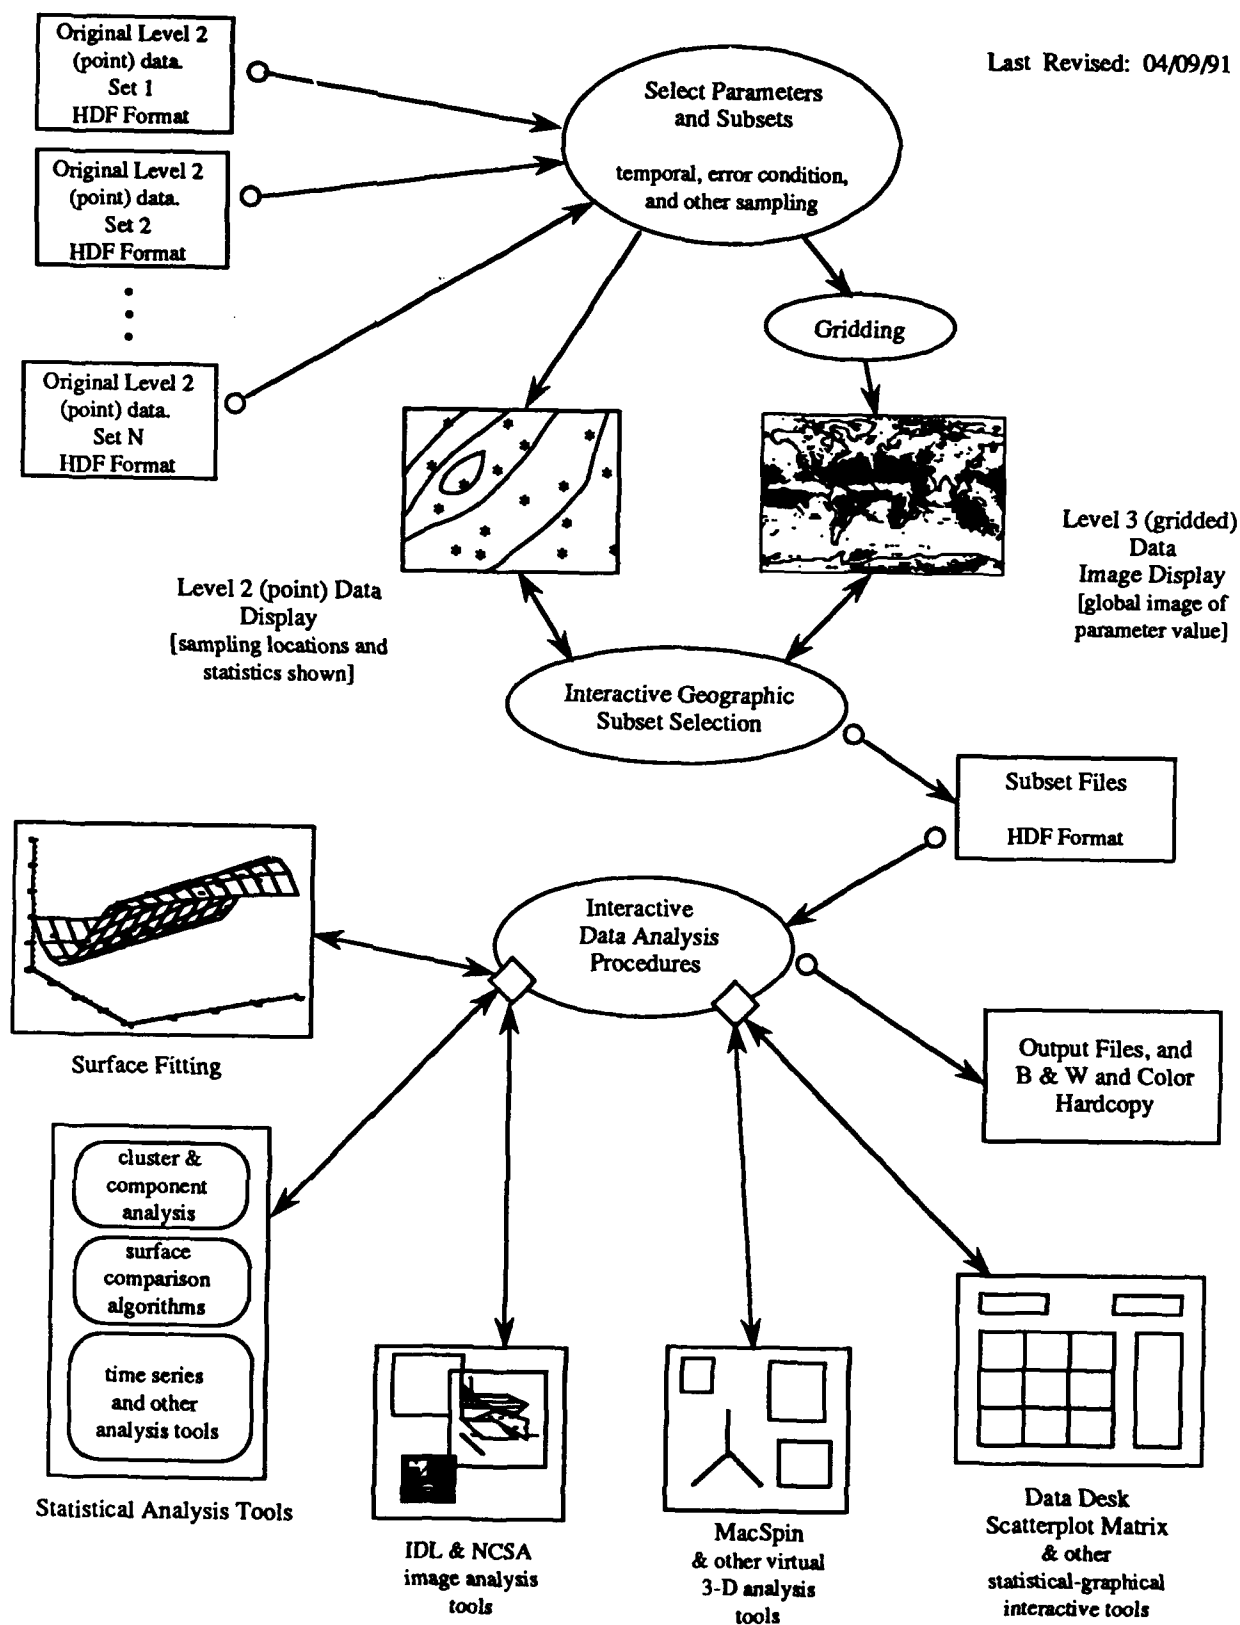 Original Level 2
(point) data.
Set 1
HDF Format
Last Revised: 04/09/91
Select Parameters
and Subsets
temporal, error condition,
and other sampling
Original Level 2
(point) data.
Set 2
HDF Format
Gridding
Original Level 2
(point) data.
Set N
HDF Format
Level 3 (gridded)
Data
Image Display
[global image of
parameter value]
Level 2 (point) Data
Display
[sampling locations and
statistics shown]
Interactive Geographic
Subset Selection
Subset Files
HDF Format
Interactive
Data Analysis
Procedures
Surface Fitting
Output Files, and
B & W and Color
Hardcopy
cluster &
component
analysis
surface
comparison
algorithms
time series
and other
analysis tools
Statistical Analysis Tools
IDL & NCSA
image analysis
tools
MacSpin
& other virtual
3-D analysis
tools
Data Desk
Scatterplot Matrix
& other
statistical-graphical
interactive tools